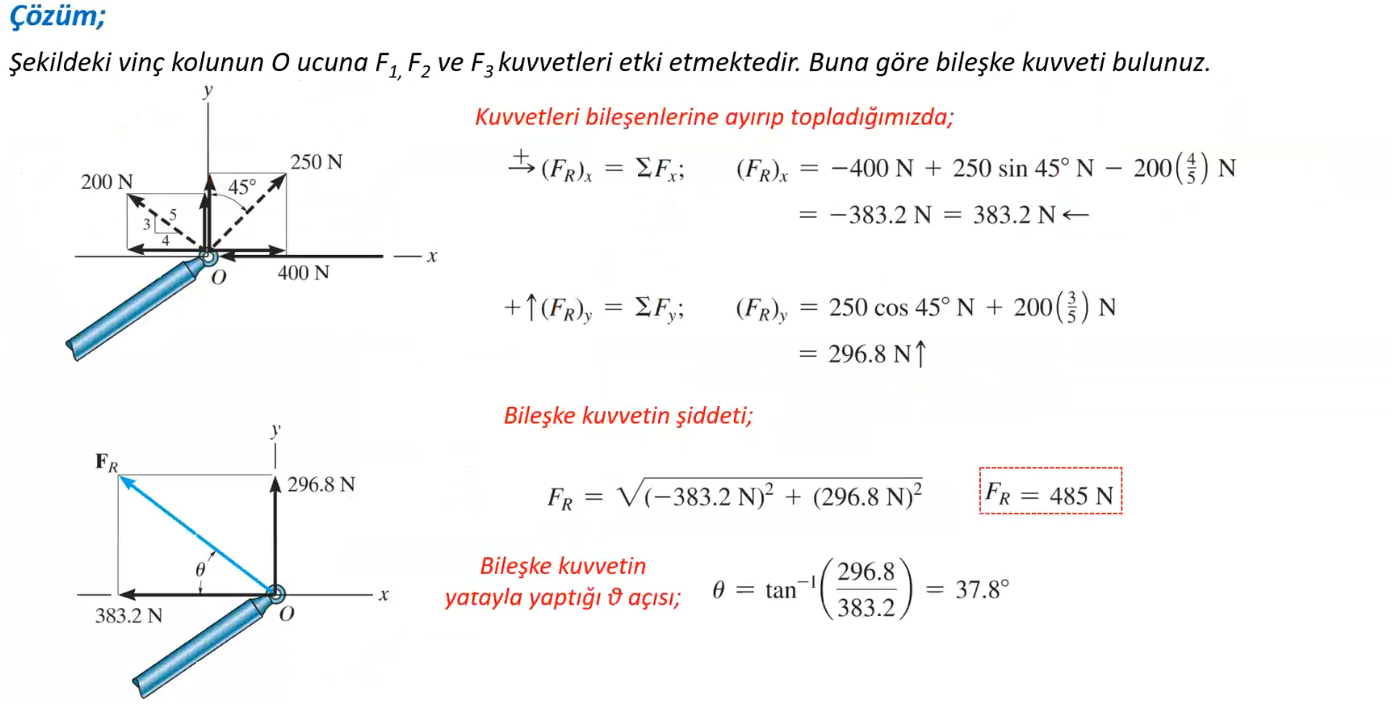 Çözüm;
Şekildeki vinç kolunun O ucuna F1, F2 ve F3 kuvvetleri etki etmektedir. Buna göre bileşke kuvveti bulunuz.
y
250 N
200 N
45°
5
3
4
x
O
400 N
Kuvvetleri bileşenlerine ayırıp topladığımızda;
+→ (FR)x = ΣFx; (FR)x = −400 N + 250 sin 45° N − 200(4/5) N
= −383.2 N = 383.2 N ←
+↑(FR)y = ΣFy; (FR)y = 250 cos 45° N + 200(3/5) N
= 296.8 N↑
Bileşke kuvvetin şiddeti;
y
FR
296.8 N
θ
x
383.2 N
O
FR = √(−383.2 N)² + (296.8 N)² FR = 485 N
Bileşke kuvvetin
yatayla yaptığı ϑ açısı; θ = tan⁻¹(296.8/383.2) = 37.8°